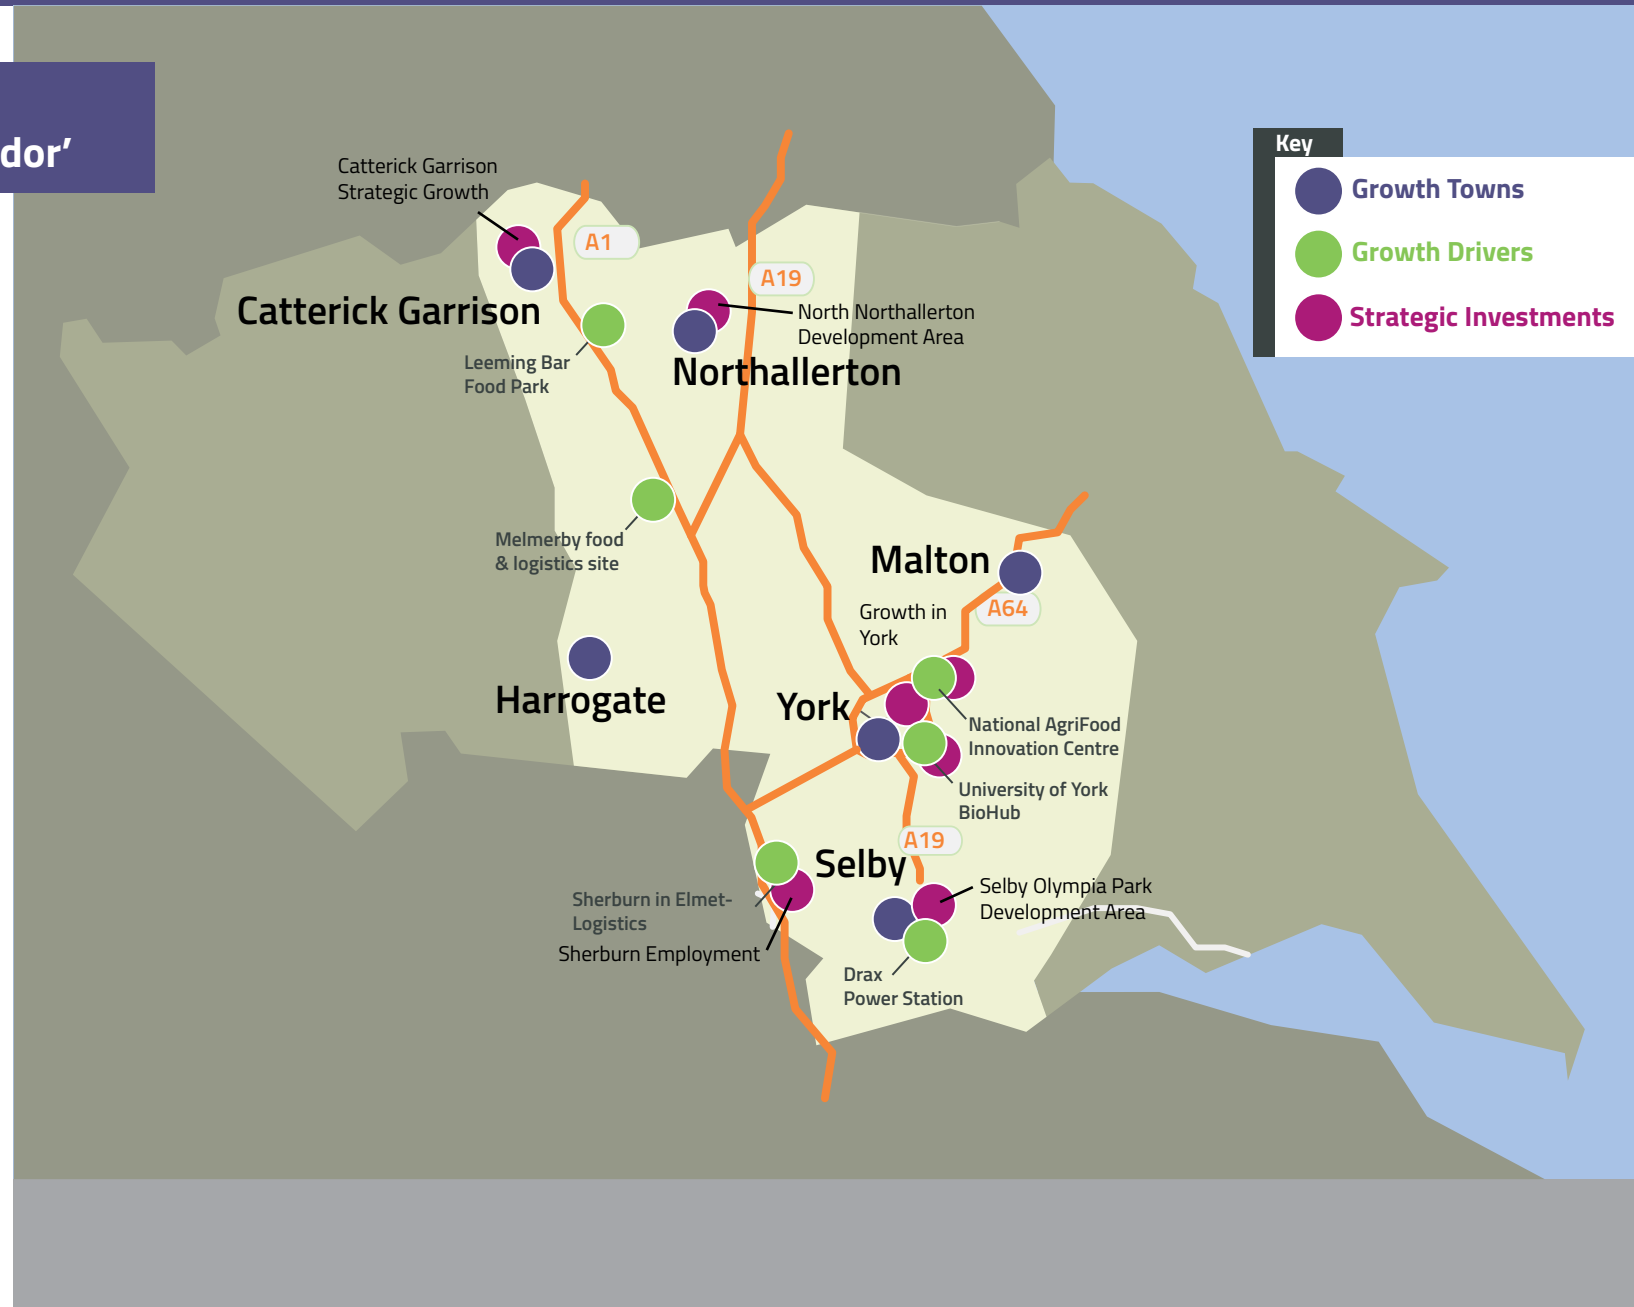 dor’
Key
Growth Towns
Growth Drivers
Strategic Investments
Catterick Garrison
Strategic Growth
A1
A19
Catterick Garrison
North Northallerton
Development Area
Leeming Bar
Food Park
Northallerton
Melmerby food
& logistics site
Malton
A64
Growth in
York
Harrogate
York
National AgriFood
Innovation Centre
University of York
BioHub
A19
Selby
Sherburn in Elmet-
Logistics
Sherburn Employment
Selby Olympia Park
Development Area
Drax
Power Station